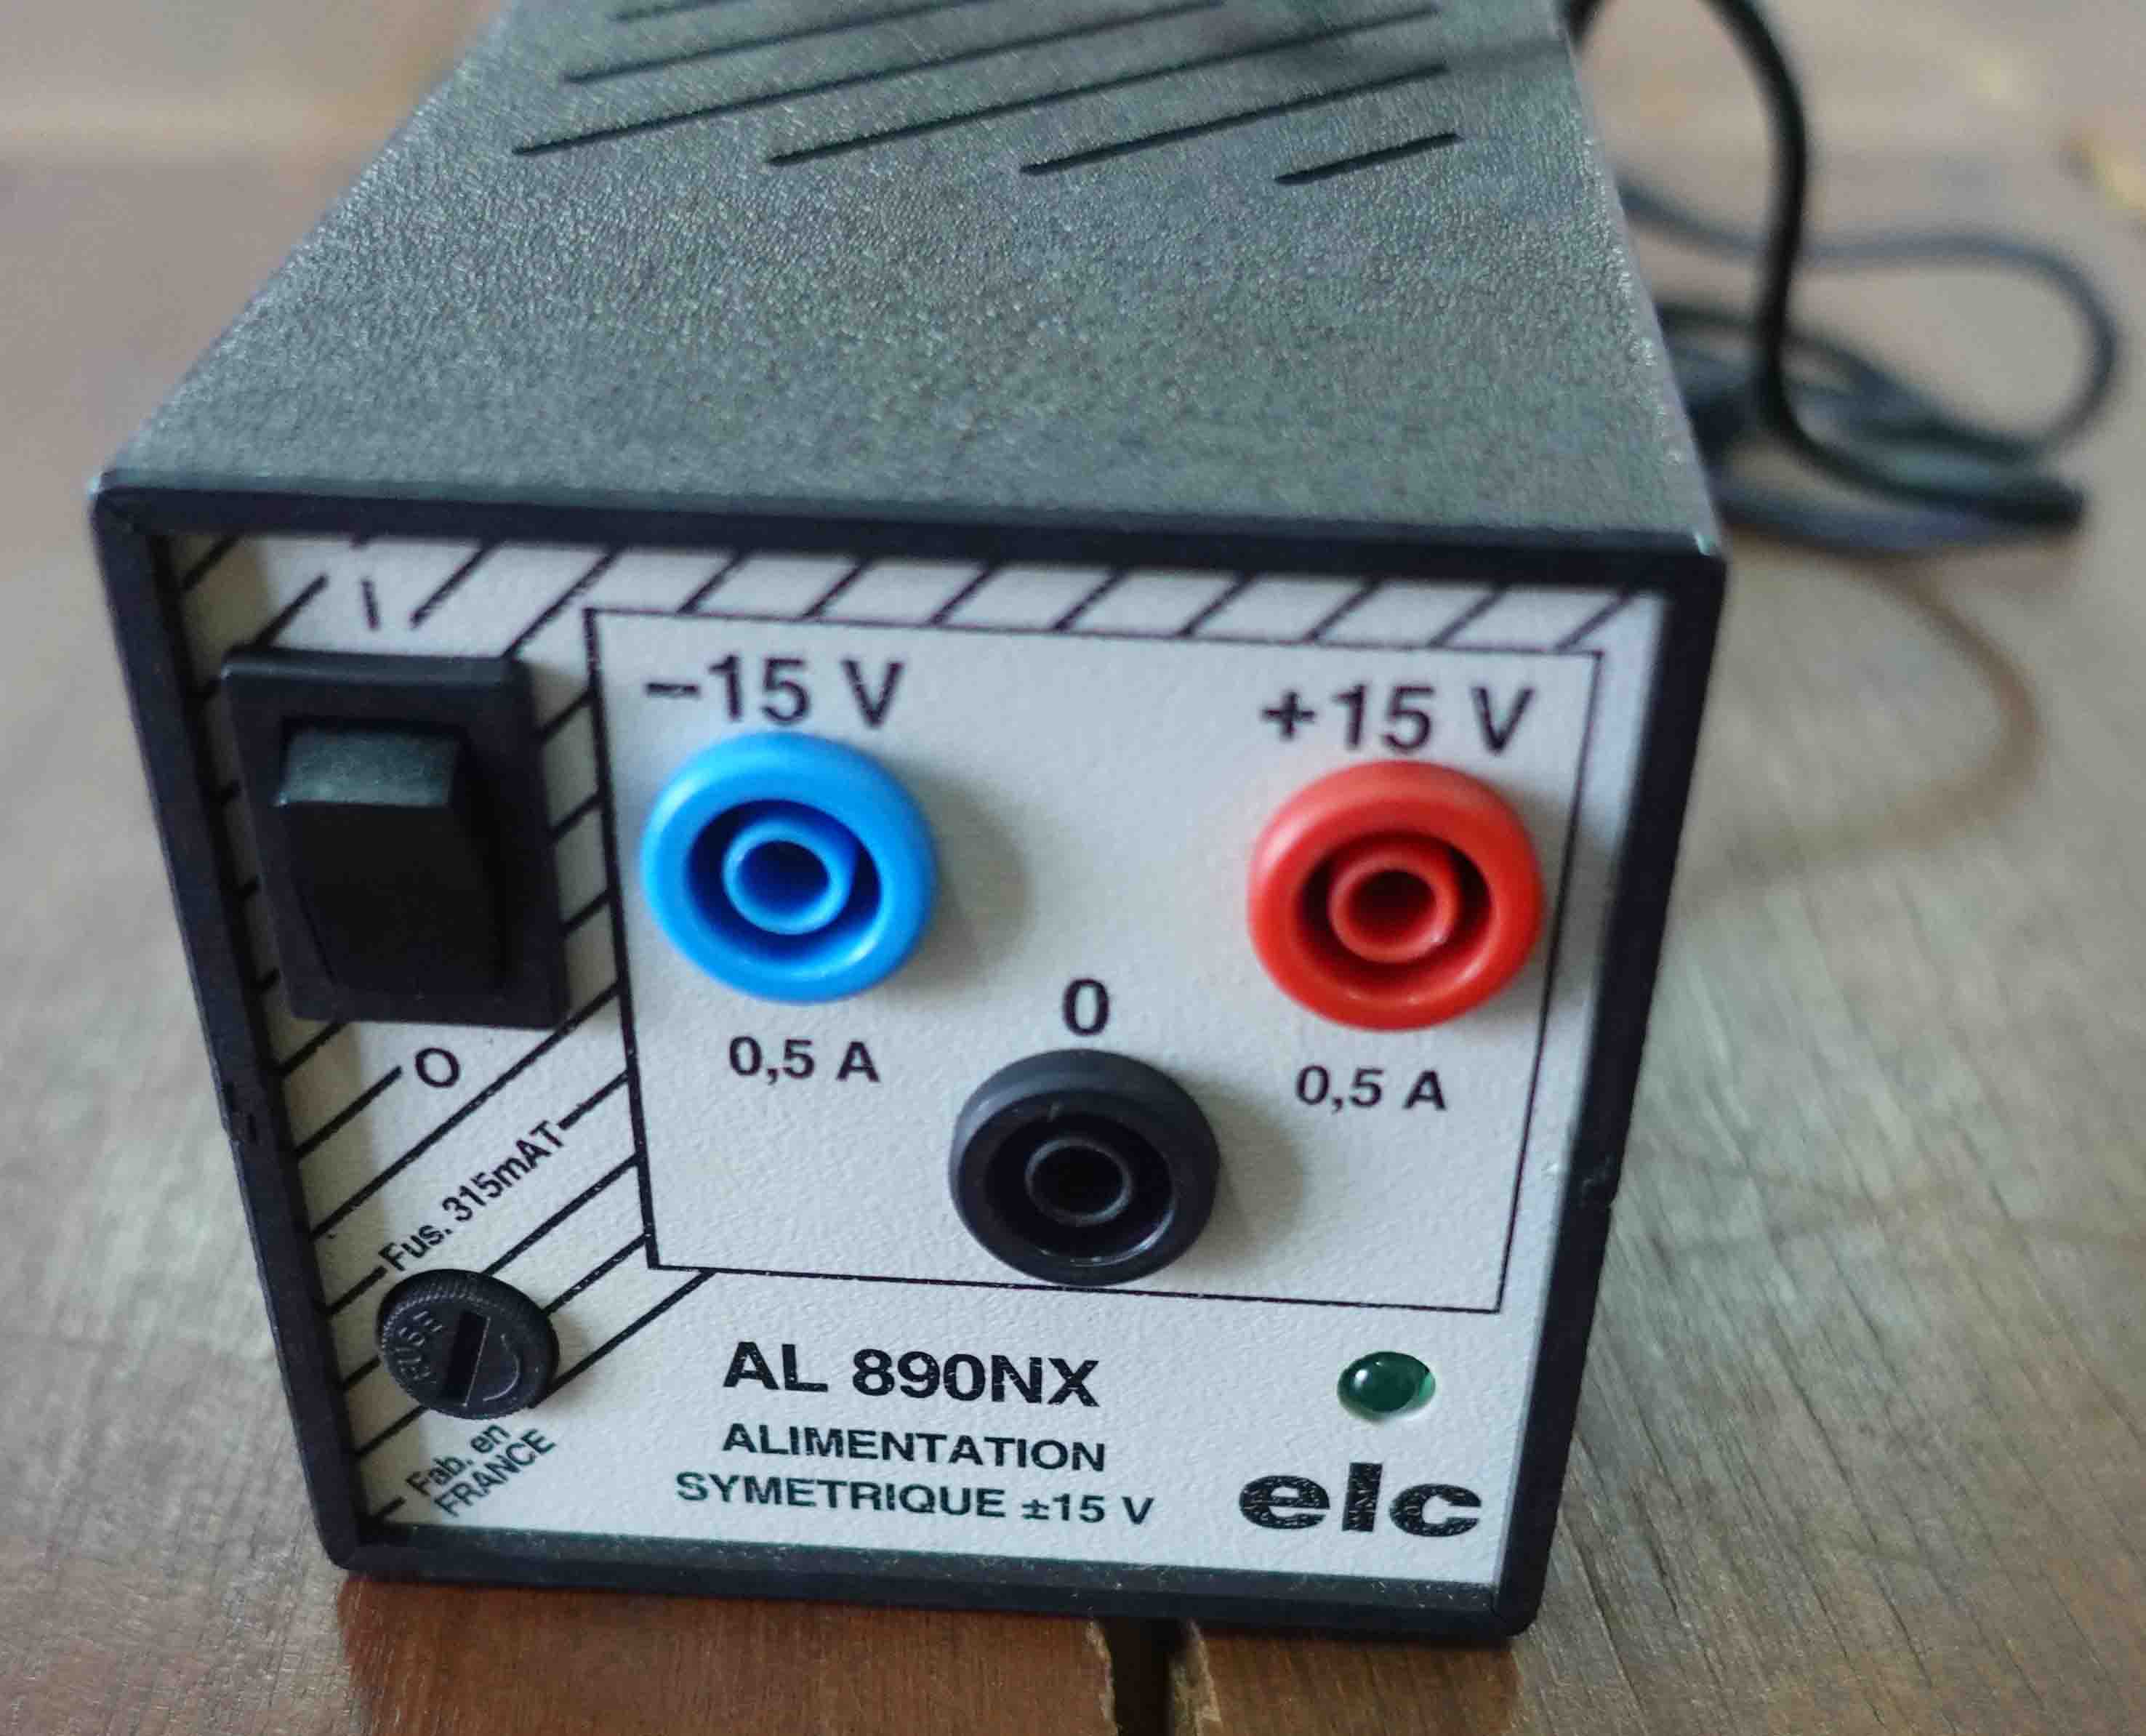 I
−15 V
+15 V
0,5 A
0
0,5 A
O
Fus. 315mAT
FUSE
Fab. en
FRANCE
AL 890NX
ALIMENTATION
SYMETRIQUE ±15 V
elc